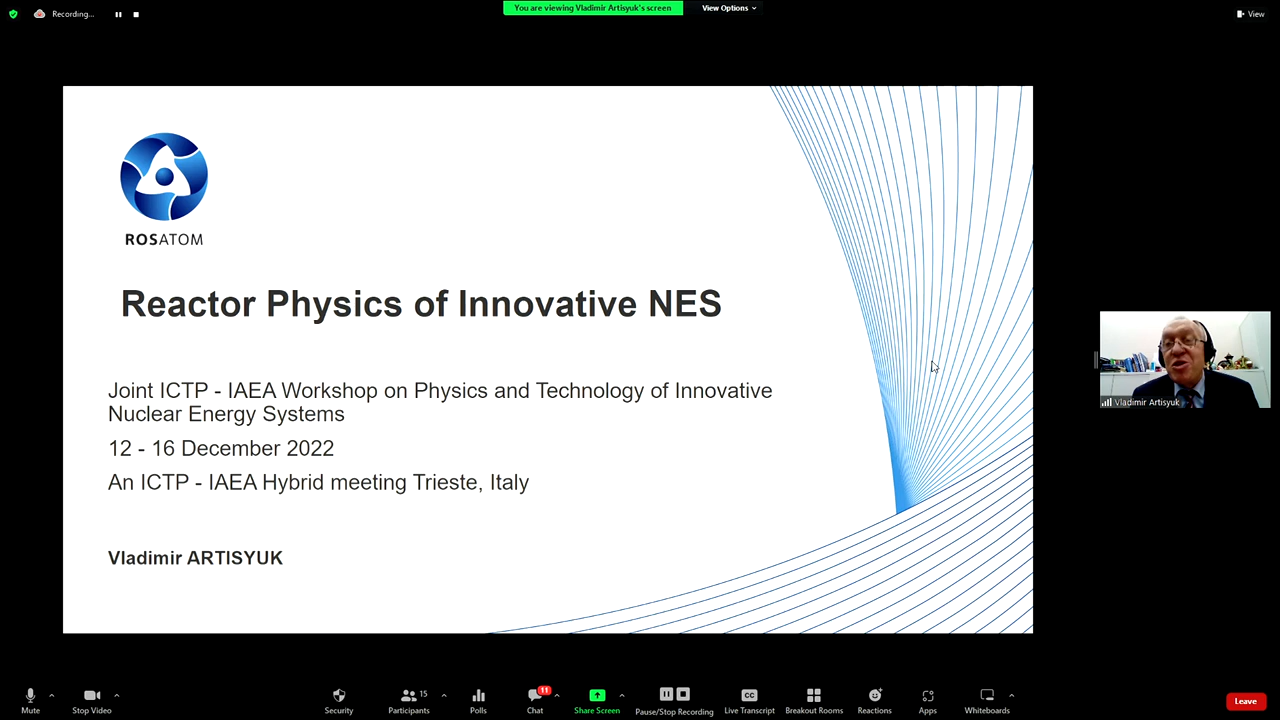 Recording...
You are viewing Vladimir Artisyuk's screen
View Options
View
ROSATOM
Reactor Physics of Innovative NES
Joint ICTP - IAEA Workshop on Physics and Technology of Innovative
Nuclear Energy Systems
12 - 16 December 2022
An ICTP - IAEA Hybrid meeting Trieste, Italy
Vladimir ARTISYUK
Vladimir Artisyuk
Mute
Stop Video
Security
15
Participants
Polls
11
Chat
Share Screen
Pause/Stop Recording
CC
Live Transcript
Breakout Rooms
Reactions
Apps
Whiteboards
Leave